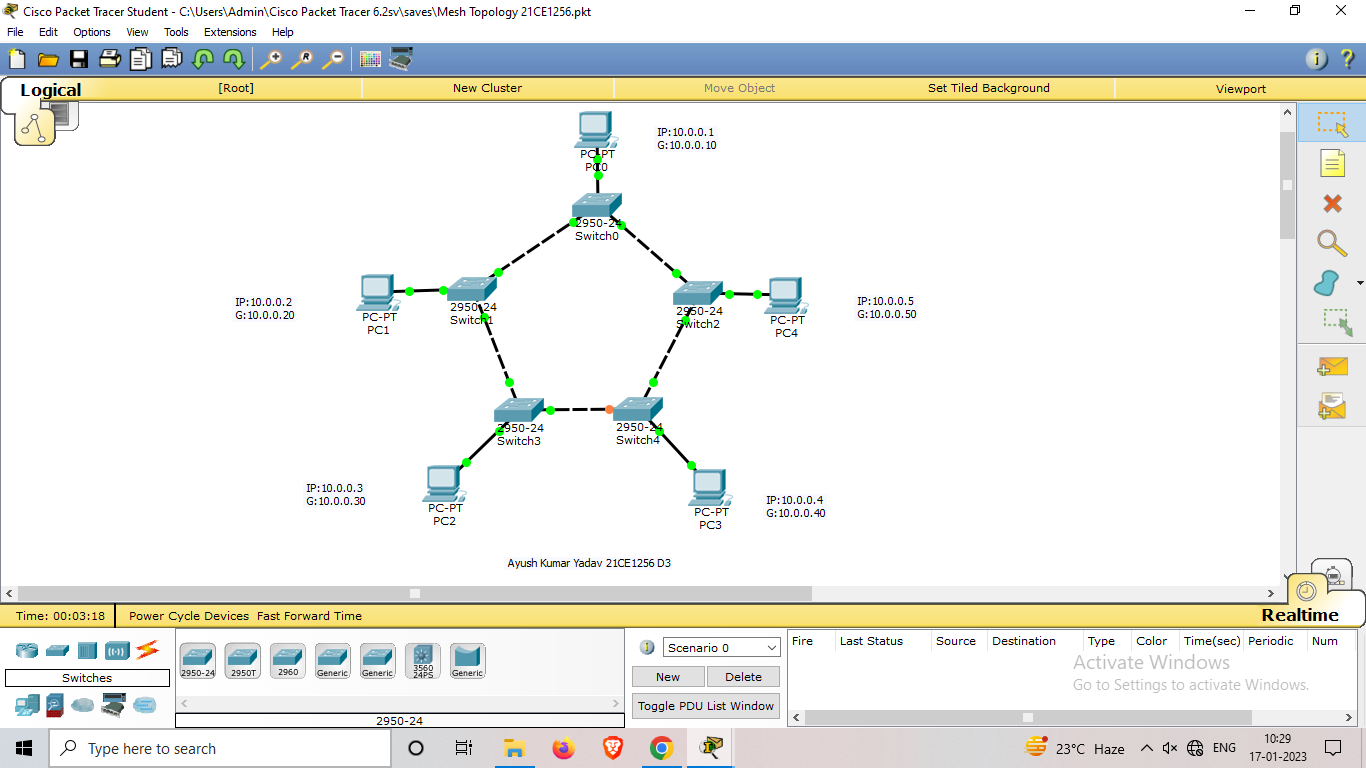 Cisco Packet Tracer Student - C:\Users\Admin\Cisco Packet Tracer 6.2sv\saves\Mesh Topology 21CE1256.pkt
File Edit Options View Tools Extensions Help
Logical [Root] New Cluster Move Object Set Tiled Background Viewport
PC-PT
PC0
IP:10.0.0.1
G:10.0.0.10
2950-24
Switch0
PC-PT
PC1
IP:10.0.0.2
G:10.0.0.20
2950-24
Switch1
2950-24
Switch2
PC-PT
PC4
IP:10.0.0.5
G:10.0.0.50
2950-24
Switch3
2950-24
Switch4
IP:10.0.0.3
G:10.0.0.30
PC-PT
PC2
PC-PT
PC3
IP:10.0.0.4
G:10.0.0.40
Ayush Kumar Yadav 21CE1256 D3
Time: 00:03:18 Power Cycle Devices Fast Forward Time Realtime
Switches
2950-24 2950T 2960 Generic Generic 3560 24PS Generic
2950-24
Scenario 0
New Delete
Toggle PDU List Window
Fire Last Status Source Destination Type Color Time(sec) Periodic Num
Activate Windows
Go to Settings to activate Windows.
Type here to search
23°C Haze ENG
10:29
17-01-2023